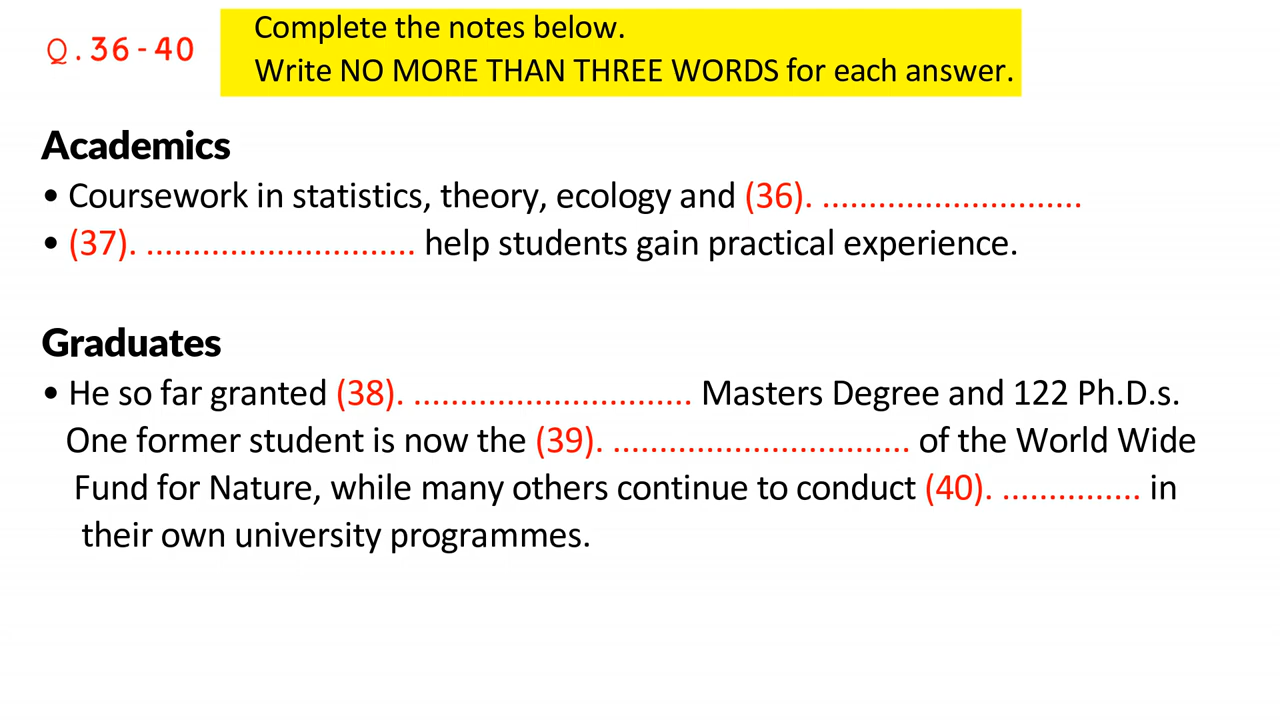 Q.36-40
Complete the notes below.
Write NO MORE THAN THREE WORDS for each answer.
Academics
• Coursework in statistics, theory, ecology and (36). ............................
• (37). ............................. help students gain practical experience.
Graduates
• He so far granted (38). .............................. Masters Degree and 122 Ph.D.s.
One former student is now the (39). ................................ of the World Wide
Fund for Nature, while many others continue to conduct (40). ............... in
their own university programmes.